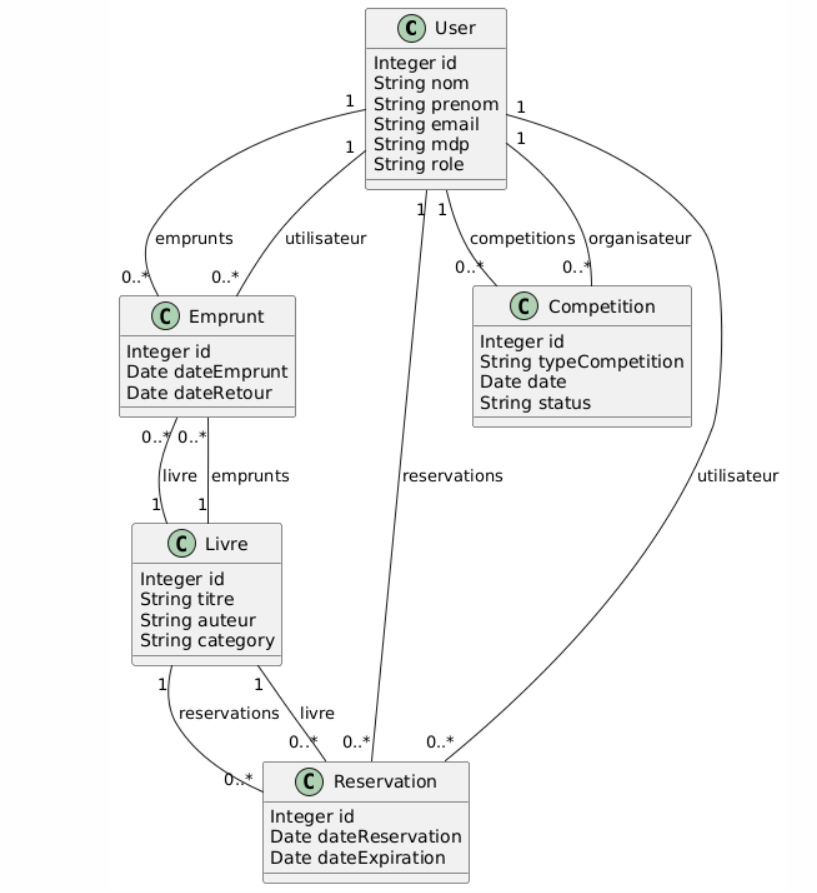 C User
Integer id
String nom
String prenom
String email
String mdp
String role
1
1
1
1
1
1
emprunts
utilisateur
competitions
organisateur
0..*
0..*
0..*
0..*
C Emprunt
Integer id
Date dateEmprunt
Date dateRetour
C Competition
Integer id
String typeCompetition
Date date
String status
0..*
0..*
livre
emprunts
reservations
utilisateur
1
1
C Livre
Integer id
String titre
String auteur
String category
1
1
reservations
livre
0..*
0..*
0..*
0..*
C Reservation
Integer id
Date dateReservation
Date dateExpiration